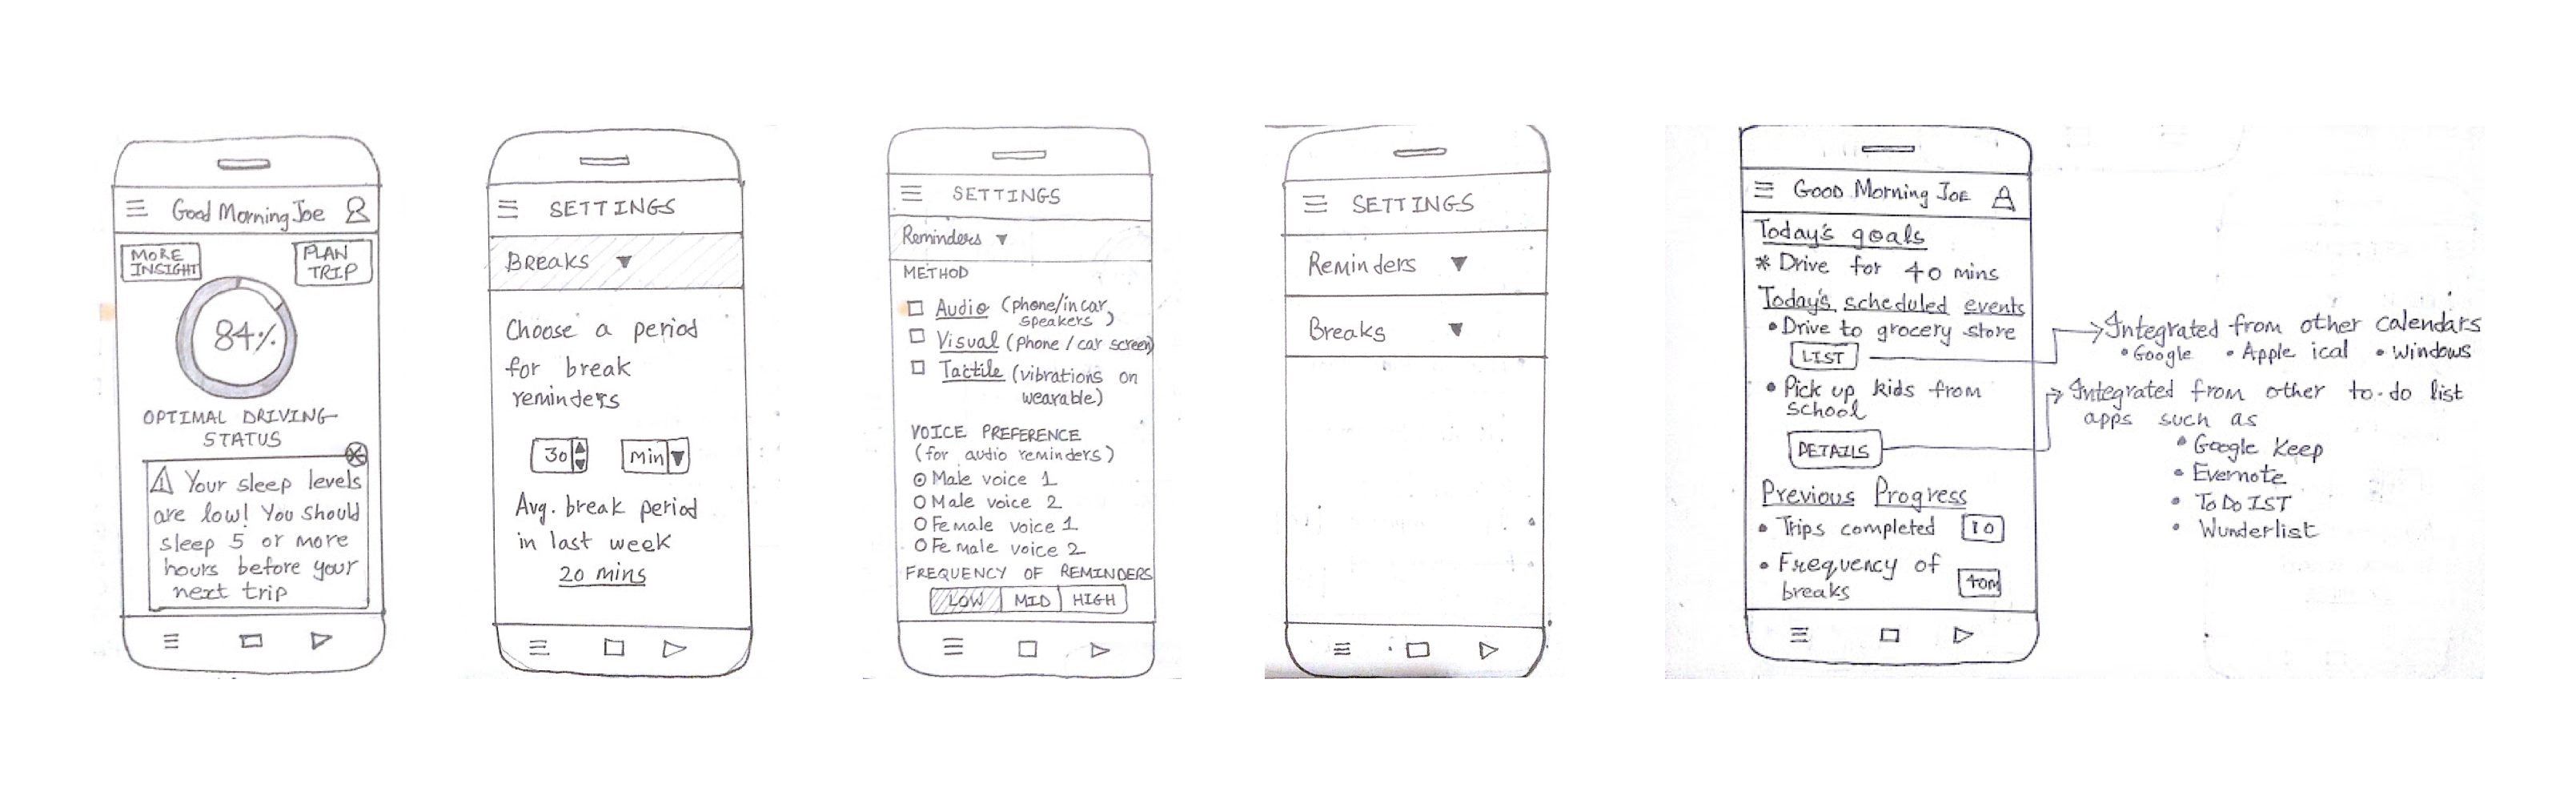 Good Morning Joe
MORE
INSIGHT
PLAN
TRIP
84%
OPTIMAL DRIVING
STATUS
Your sleep levels
are low! You should
sleep 5 or more
hours before your
next trip
SETTINGS
BREAKS
Choose a period
for break
reminders
30 Min
Avg. break period
in last week
20 mins
SETTINGS
Reminders
METHOD
Audio (phone/in car
speakers)
Visual (Phone / car screen)
Tactile (vibrations on
wearable)
VOICE PREFERENCE
(for audio reminders)
Male voice 1
Male voice 2
Female voice 1
Female voice 2
FREQUENCY OF REMINDERS
LOW MID HIGH
SETTINGS
Reminders
Breaks
Good Morning JOE
Today's goals
* Drive for 40 mins
Today's scheduled events
• Drive to grocery store
LIST
• Pick up kids from
school
DETAILS
Previous Progress
• Trips completed 10
• Frequency of
breaks 40m
Integrated from other calendars
• Google • Apple ical • Windows
Integrated from other to-do list
apps such as
• Google Keep
• Evernote
• ToDoIST
• Wunderlist